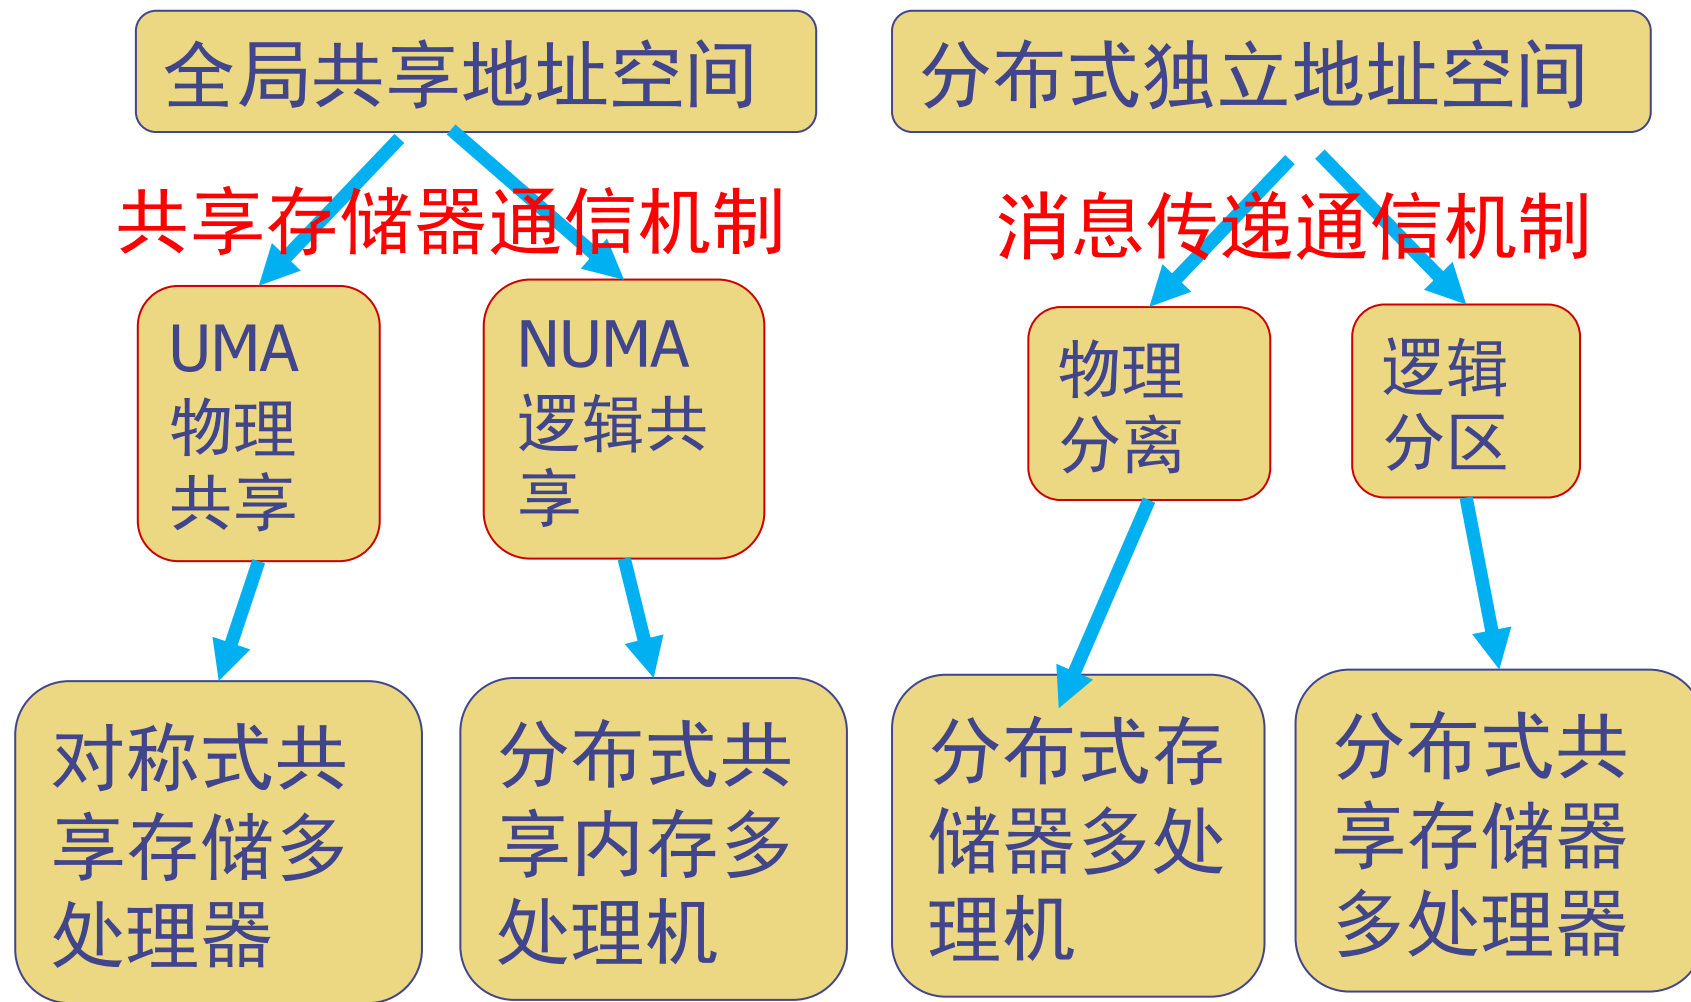 全局共享地址空间
分布式独立地址空间
共享存储器通信机制
消息传递通信机制
UMA
物理
共享
NUMA
逻辑共
享
物理
分离
逻辑
分区
对称式共
享存储多
处理器
分布式共
享内存多
处理机
分布式存
储器多处
理机
分布式共
享存储器
多处理器